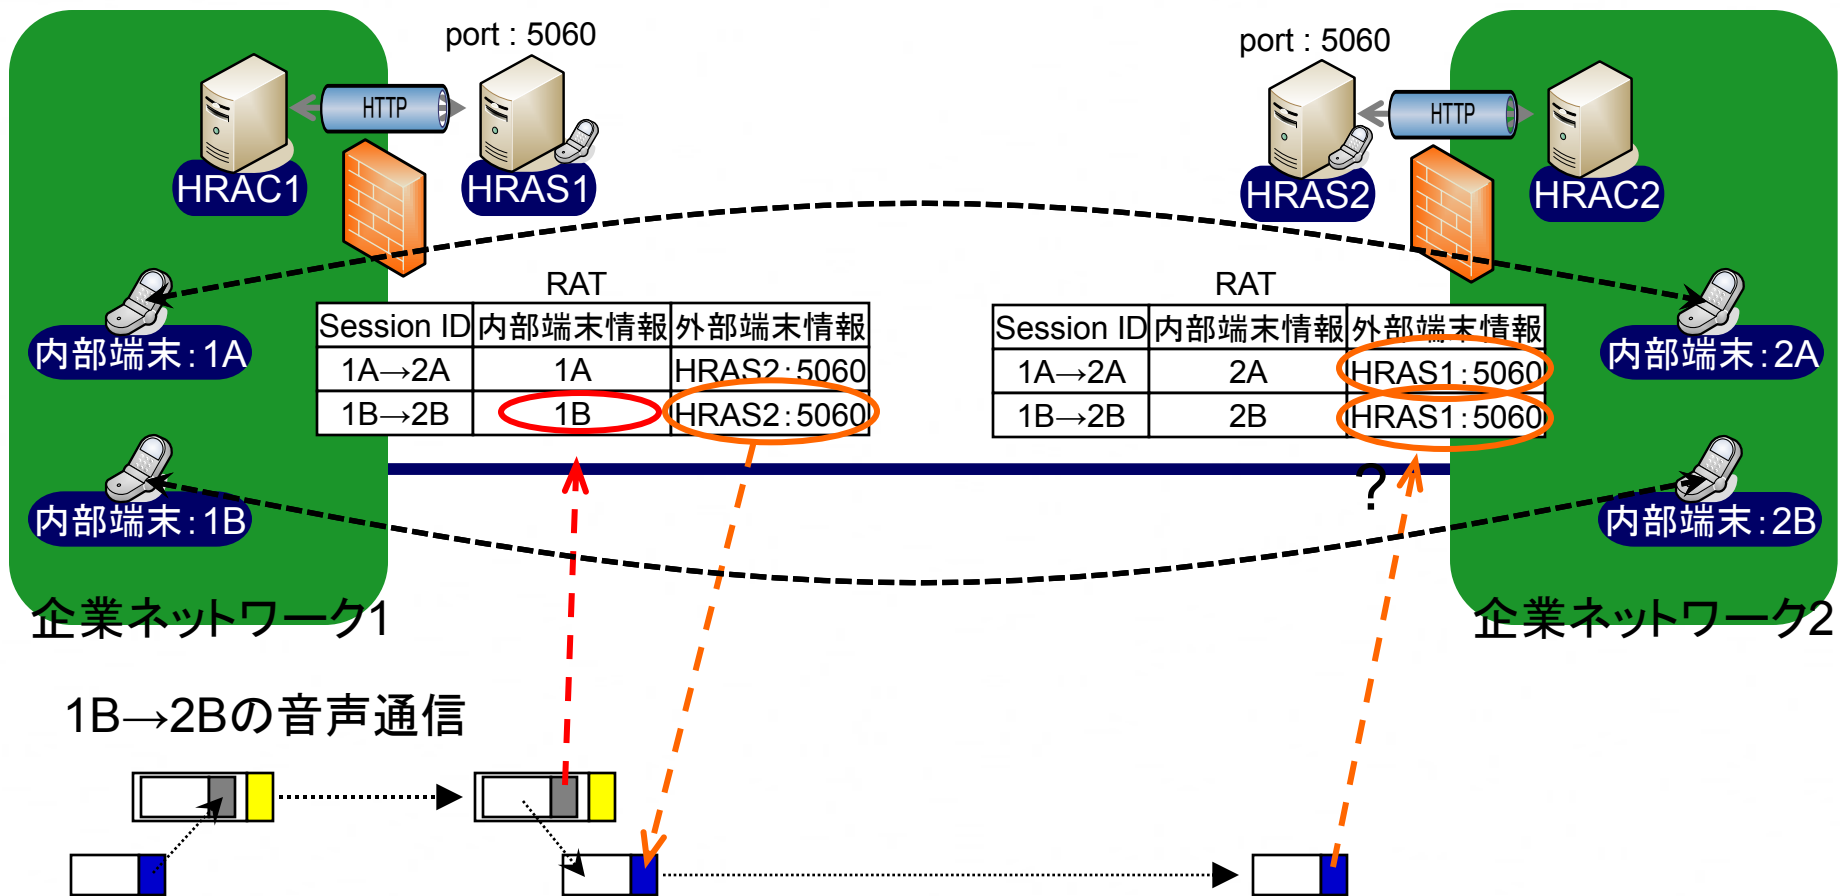 port : 5060
port : 5060
HTTP
HTTP
HRAC1
HRAS1
HRAS2
HRAC2
RAT
Session ID 内部端末情報 外部端末情報
1A→2A 1A HRAS2:5060
1B→2B 1B HRAS2:5060
RAT
Session ID 内部端末情報 外部端末情報
1A→2A 2A HRAS1:5060
1B→2B 2B HRAS1:5060
内部端末:1A
内部端末:2A
?
内部端末:1B
内部端末:2B
企業ネットワーク1
企業ネットワーク2
1B→2Bの音声通信